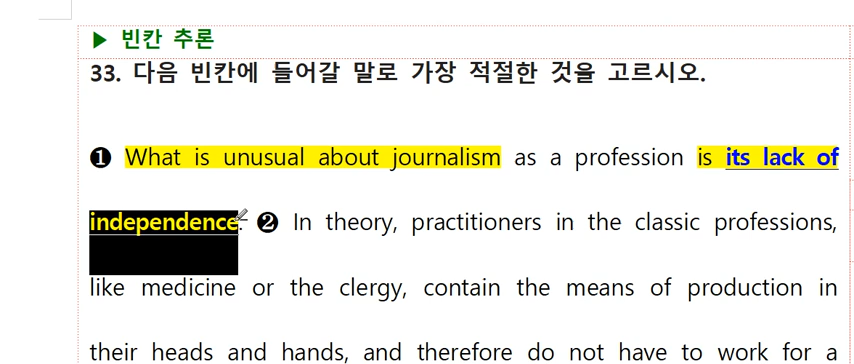 ▶ 빈칸 추론
33. 다음 빈칸에 들어갈 말로 가장 적절한 것을 고르시오.
❶ What is unusual about journalism as a profession is its lack of
independence. ❷ In theory, practitioners in the classic professions,
like medicine or the clergy, contain the means of production in
their heads and hands, and therefore do not have to work for a